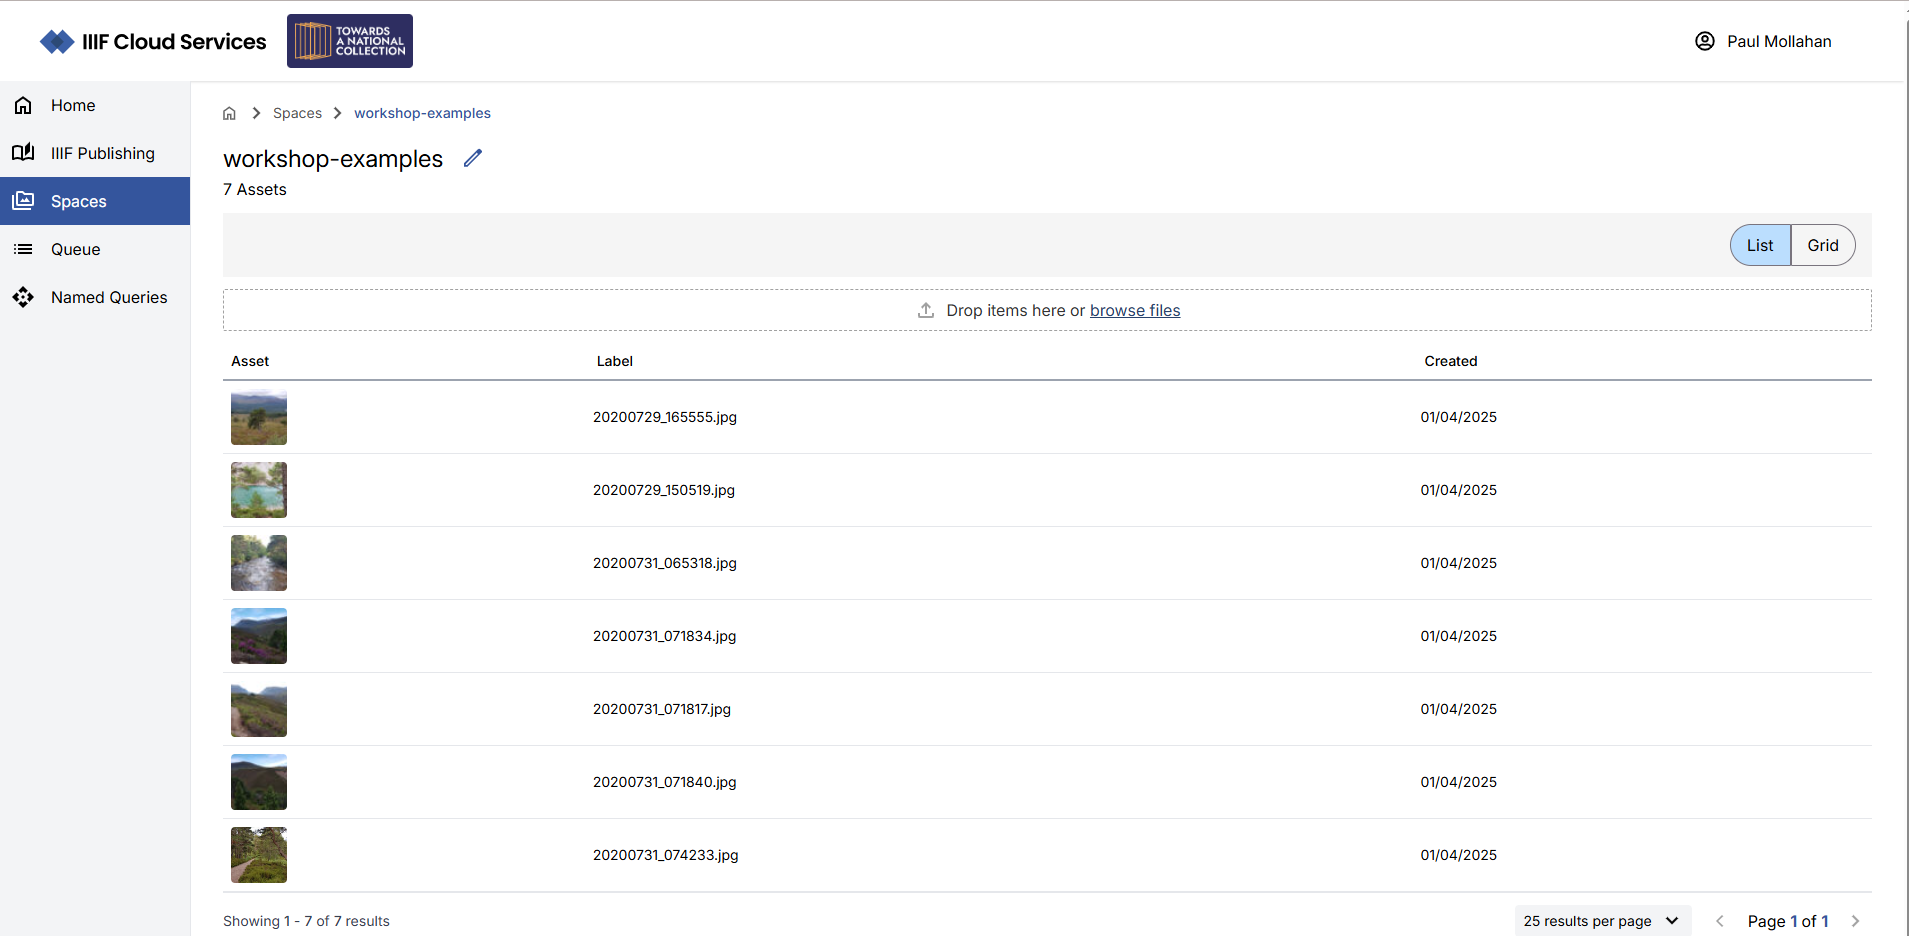 IIIF Cloud Services
TOWARDS
A NATIONAL
COLLECTION
Paul Mollahan
Home
IIIF Publishing
Spaces
Queue
Named Queries
Spaces
workshop-examples
workshop-examples
7 Assets
List
Grid
Drop items here or browse files
Asset Label Created
20200729_165555.jpg 01/04/2025
20200729_150519.jpg 01/04/2025
20200731_065318.jpg 01/04/2025
20200731_071834.jpg 01/04/2025
20200731_071817.jpg 01/04/2025
20200731_071840.jpg 01/04/2025
20200731_074233.jpg 01/04/2025
Showing 1 - 7 of 7 results
25 results per page
Page 1 of 1